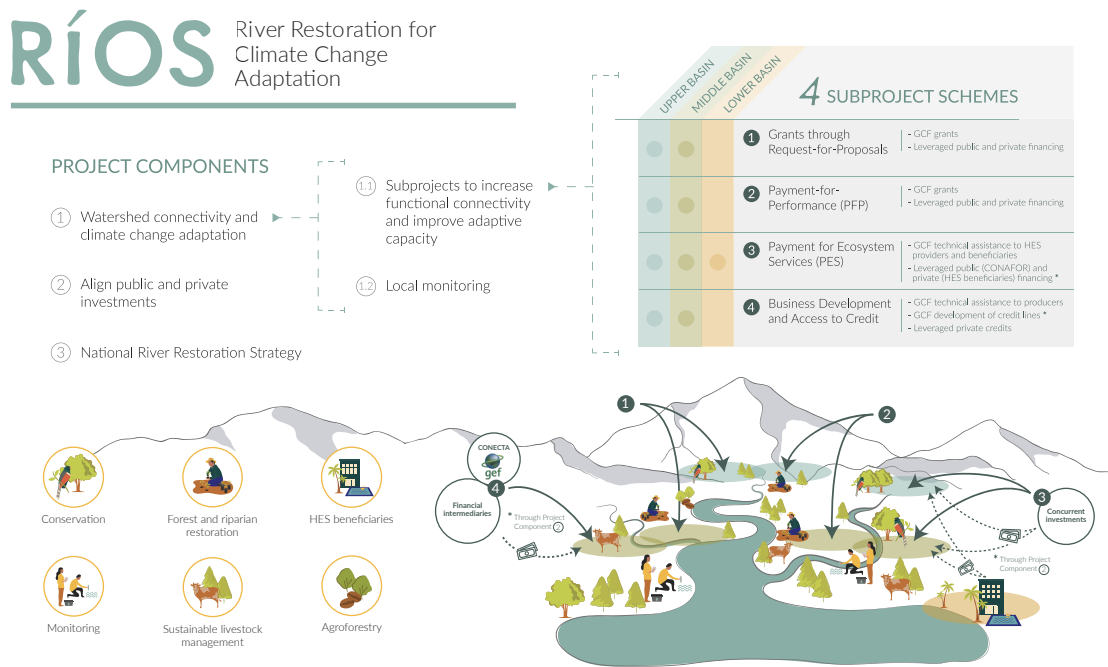 RÍOS
River Restoration for
Climate Change
Adaptation
PROJECT COMPONENTS
1 Watershed connectivity and
climate change adaptation
2 Align public and private
investments
3 National River Restoration Strategy
1.1 Subprojects to increase
functional connectivity
and improve adaptive
capacity
1.2 Local monitoring
UPPER BASIN
MIDDLE BASIN
LOWER BASIN
4 SUBPROJECT SCHEMES
1 Grants through
Request-for-Proposals
- GCF grants
- Leveraged public and private financing
2 Payment-for-
Performance (PFP)
- GCF grants
- Leveraged public and private financing
3 Payment for Ecosystem
Services (PES)
- GCF technical assistance to HES
providers and beneficiaries
- Leveraged public (CONAFOR) and
private (HES beneficiaries) financing *
4 Business Development
and Access to Credit
- GCF technical assistance to producers
- GCF development of credit lines *
- Leveraged private credits
Conservation
Forest and riparian
restoration
HES beneficiaries
Monitoring
Sustainable livestock
management
Agroforestry
CONECTA
gef
4
Financial
intermediaries
* Through Project
Component 2
1
2
3
Concurrent
investments
* Through Project
Component 2